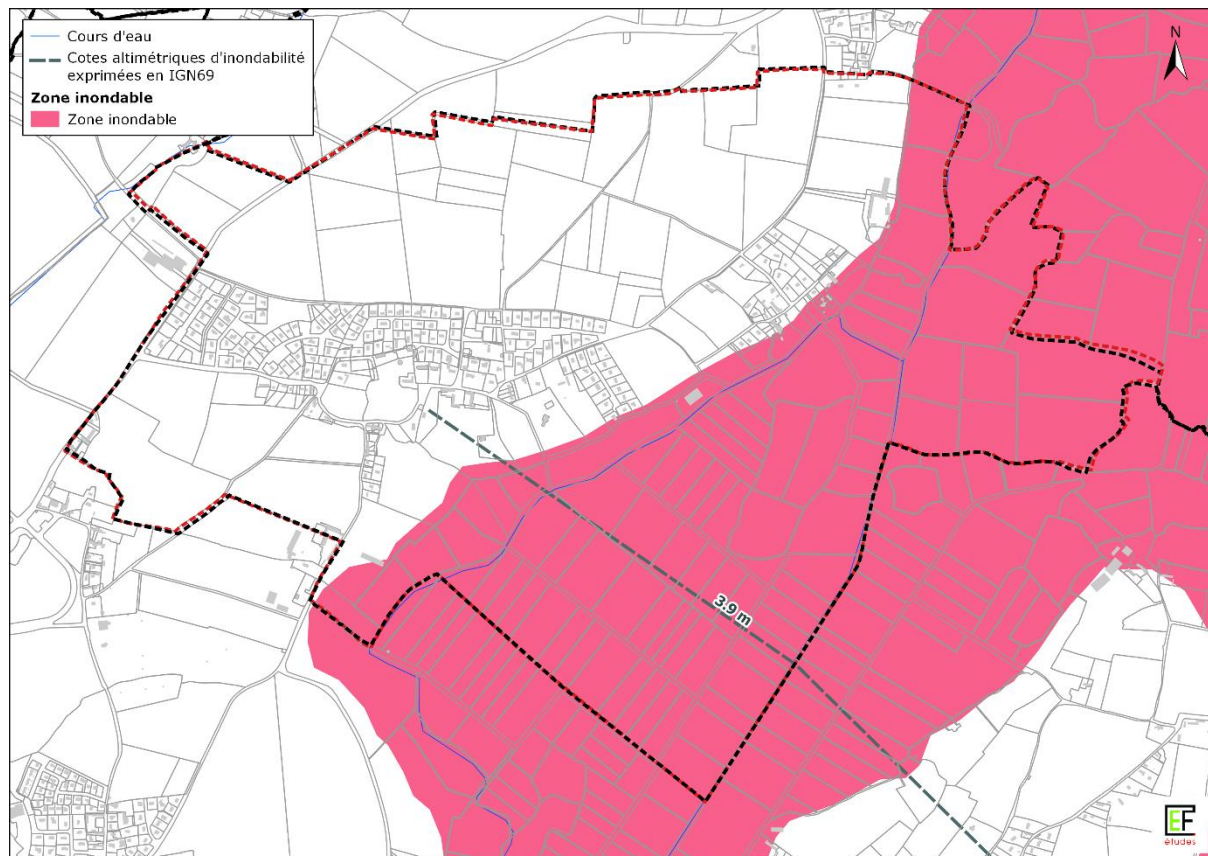 Cours d'eau
Cotes altimétriques d'inondabilité
exprimées en IGN69
Zone inondable
Zone inondable
N
3.9 m
EF
études